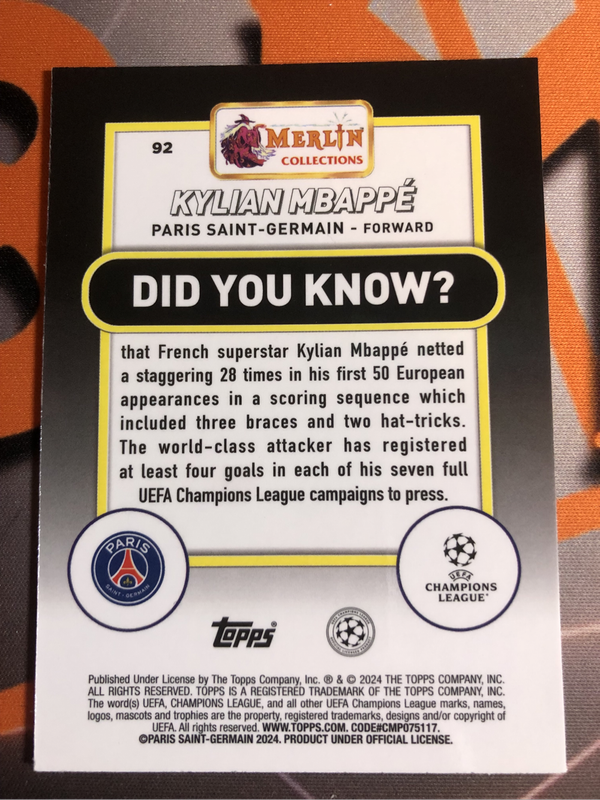 92
MERLIN
COLLECTIONS
KYLIAN MBAPPÉ
PARIS SAINT-GERMAIN - FORWARD
DID YOU KNOW?
that French superstar Kylian Mbappé netted
a staggering 28 times in his first 50 European
appearances in a scoring sequence which
included three braces and two hat-tricks.
The world-class attacker has registered
at least four goals in each of his seven full
UEFA Champions League campaigns to press.
PARIS
SAINT-GERMAIN
UEFA
CHAMPIONS
LEAGUE®
topps®
Published Under License by The Topps Company, Inc. ® & © 2024 THE TOPPS COMPANY, INC.
ALL RIGHTS RESERVED. TOPPS IS A REGISTERED TRADEMARK OF THE TOPPS COMPANY, INC.
The word(s) UEFA, CHAMPIONS LEAGUE, and all other UEFA Champions League marks, names,
logos, mascots and trophies are the property, registered trademarks, designs and/or copyright of
UEFA. All rights reserved. WWW.TOPPS.COM. CODE#CMP075117.
©PARIS SAINT-GERMAIN 2024. PRODUCT UNDER OFFICIAL LICENSE.